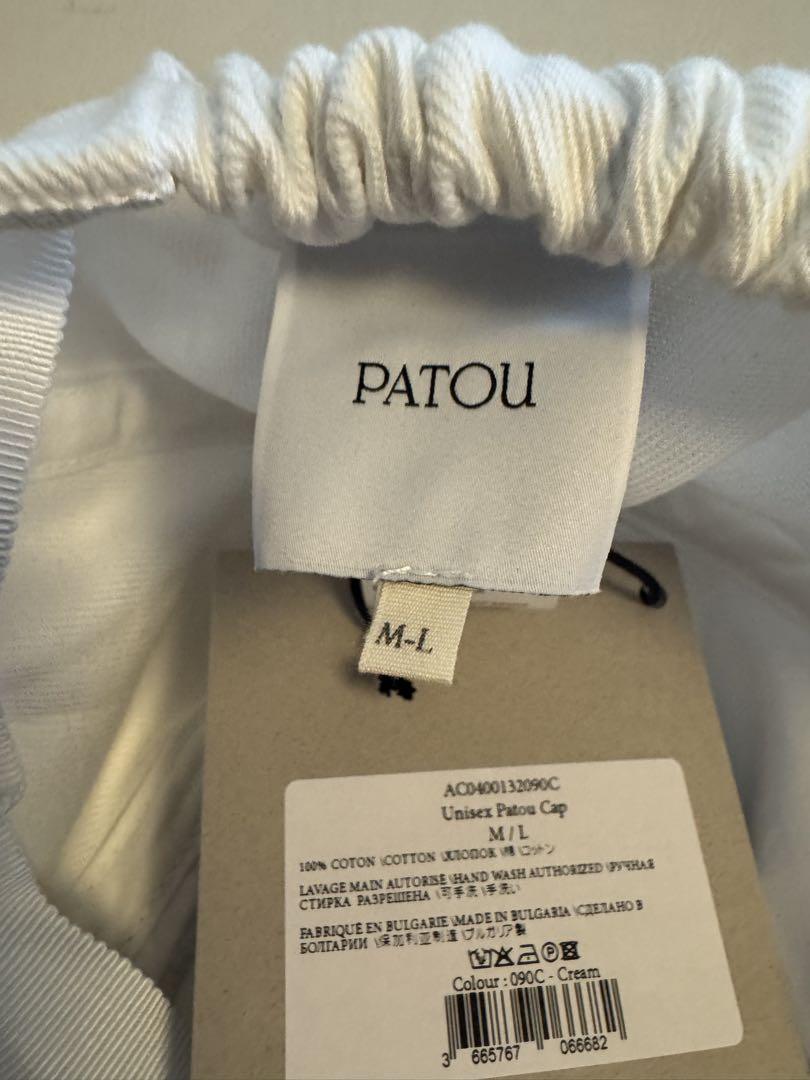 PATOU
M-L
AC0400132090C
Unisex Patou Cap
M / L
100% COTON \COTTON \ХЛОПОК \棉 \コットン
LAVAGE MAIN AUTORISÉ \HAND WASH AUTHORIZED \РУЧНАЯ
СТИРКА РАЗРЕШЕНА \可手洗 \手洗い
FABRIQUÉ EN BULGARIE \MADE IN BULGARIA \СДЕЛАНО В
БОЛГАРИИ \保加利亚制造 \ブルガリア製
Colour : 090C - Cream
3 665767 066682